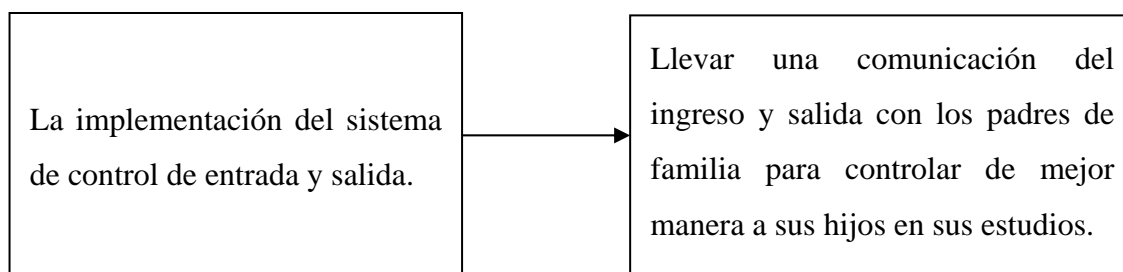 La implementación del sistema
de control de entrada y salida.
Llevar una comunicación del
ingreso y salida con los padres de
familia para controlar de mejor
manera a sus hijos en sus estudios.